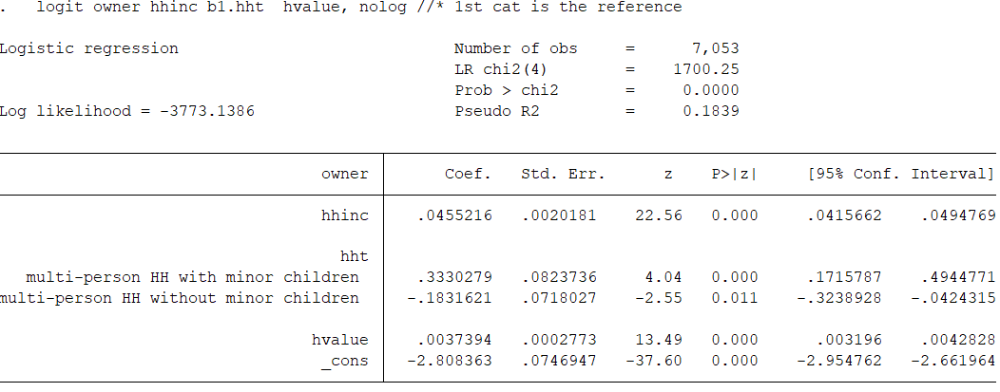 . logit owner hhinc b1.hht hvalue, nolog //* 1st cat is the reference
Logistic regression Number of obs = 7,053
LR chi2(4) = 1700.25
Prob > chi2 = 0.0000
Log likelihood = -3773.1386 Pseudo R2 = 0.1839
owner Coef. Std. Err. z P>|z| [95% Conf. Interval]
hhinc .0455216 .0020181 22.56 0.000 .0415662 .0494769
hht
multi-person HH with minor children .3330279 .0823736 4.04 0.000 .1715787 .4944771
multi-person HH without minor children -.1831621 .0718027 -2.55 0.011 -.3238928 -.0424315
hvalue .0037394 .0002773 13.49 0.000 .003196 .0042828
_cons -2.808363 .0746947 -37.60 0.000 -2.954762 -2.661964